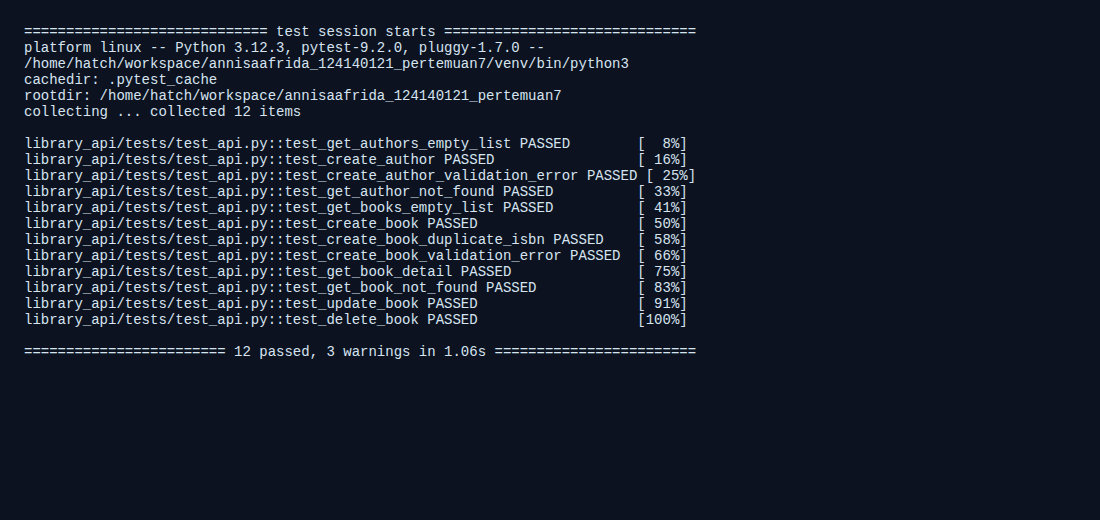 ============================= test session starts ==============================
platform linux -- Python 3.12.3, pytest-9.2.0, pluggy-1.7.0 --
/home/hatch/workspace/annisaafrida_124140121_pertemuan7/venv/bin/python3
cachedir: .pytest_cache
rootdir: /home/hatch/workspace/annisaafrida_124140121_pertemuan7
collecting ... collected 12 items

library_api/tests/test_api.py::test_get_authors_empty_list PASSED        [  8%]
library_api/tests/test_api.py::test_create_author PASSED                 [ 16%]
library_api/tests/test_api.py::test_create_author_validation_error PASSED [ 25%]
library_api/tests/test_api.py::test_get_author_not_found PASSED          [ 33%]
library_api/tests/test_api.py::test_get_books_empty_list PASSED          [ 41%]
library_api/tests/test_api.py::test_create_book PASSED                   [ 50%]
library_api/tests/test_api.py::test_create_book_duplicate_isbn PASSED    [ 58%]
library_api/tests/test_api.py::test_create_book_validation_error PASSED  [ 66%]
library_api/tests/test_api.py::test_get_book_detail PASSED               [ 75%]
library_api/tests/test_api.py::test_get_book_not_found PASSED            [ 83%]
library_api/tests/test_api.py::test_update_book PASSED                   [ 91%]
library_api/tests/test_api.py::test_delete_book PASSED                   [100%]

======================== 12 passed, 3 warnings in 1.06s ========================